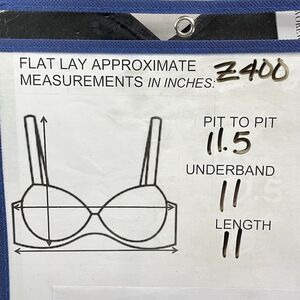 FLAT LAY APPROXIMATE
MEASUREMENTS IN INCHES: Z400
PIT TO PIT
11.5
UNDERBAND
11
LENGTH
11